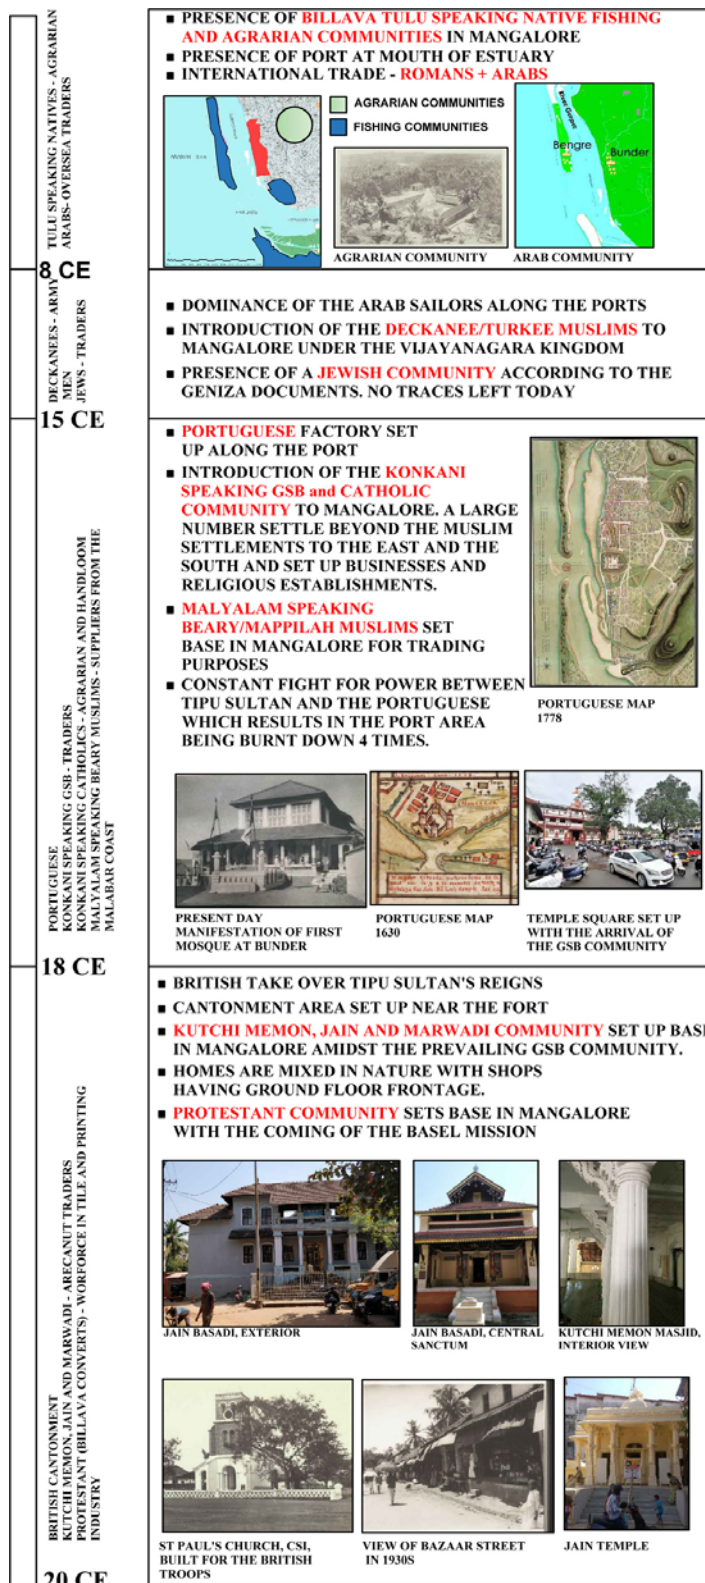 TULU SPEAKING NATIVES - AGRARIAN
ARABS- OVERSEA TRADERS
■ PRESENCE OF BILLAVA TULU SPEAKING NATIVE FISHING
AND AGRARIAN COMMUNITIES IN MANGALORE
■ PRESENCE OF PORT AT MOUTH OF ESTUARY
■ INTERNATIONAL TRADE - ROMANS + ARABS
AGRARIAN COMMUNITIES
FISHING COMMUNITIES
Bengre
Bunder
AGRARIAN COMMUNITY
ARAB COMMUNITY
8 CE
DECKANEES - ARMY
MEN
JEWS - TRADERS
■ DOMINANCE OF THE ARAB SAILORS ALONG THE PORTS
■ INTRODUCTION OF THE DECKANEE/TURKEE MUSLIMS TO
MANGALORE UNDER THE VIJAYANAGARA KINGDOM
■ PRESENCE OF A JEWISH COMMUNITY ACCORDING TO THE
GENIZA DOCUMENTS. NO TRACES LEFT TODAY
15 CE
PORTUGUESE
KONKANI SPEAKING GSB - TRADERS
KONKANI SPEAKING CATHOLICS - AGRARIAN AND HANDLOOM
MALYALAM SPEAKING BEARY MUSLIMS - SUPPLIERS FROM THE
MALABAR COAST
■ PORTUGUESE FACTORY SET
UP ALONG THE PORT
■ INTRODUCTION OF THE KONKANI
SPEAKING GSB and CATHOLIC
COMMUNITY TO MANGALORE. A LARGE
NUMBER SETTLE BEYOND THE MUSLIM
SETTLEMENTS TO THE EAST AND THE
SOUTH AND SET UP BUSINESSES AND
RELIGIOUS ESTABLISHMENTS.
■ MALYALAM SPEAKING
BEARY/MAPPILAH MUSLIMS SET
BASE IN MANGALORE FOR TRADING
PURPOSES
■ CONSTANT FIGHT FOR POWER BETWEEN
TIPU SULTAN AND THE PORTUGUESE
WHICH RESULTS IN THE PORT AREA
BEING BURNT DOWN 4 TIMES.
PORTUGUESE MAP
1778
PRESENT DAY
MANIFESTATION OF FIRST
MOSQUE AT BUNDER
PORTUGUESE MAP
1630
TEMPLE SQUARE SET UP
WITH THE ARRIVAL OF
THE GSB COMMUNITY
18 CE
BRITISH CANTONMENT
KUTCHI MEMON, JAIN AND MARWADI - ARECANUT TRADERS
PROTESTANT (BILLAVA CONVERTS) - WORFORCE IN TILE AND PRINTING
INDUSTRY
■ BRITISH TAKE OVER TIPU SULTAN'S REIGNS
■ CANTONMENT AREA SET UP NEAR THE FORT
■ KUTCHI MEMON, JAIN AND MARWADI COMMUNITY SET UP BASE
IN MANGALORE AMIDST THE PREVAILING GSB COMMUNITY.
■ HOMES ARE MIXED IN NATURE WITH SHOPS
HAVING GROUND FLOOR FRONTAGE.
■ PROTESTANT COMMUNITY SETS BASE IN MANGALORE
WITH THE COMING OF THE BASEL MISSION
JAIN BASADI, EXTERIOR
JAIN BASADI, CENTRAL
SANCTUM
KUTCHI MEMON MASJID,
INTERIOR VIEW
ST PAUL'S CHURCH, CSI,
BUILT FOR THE BRITISH
TROOPS
VIEW OF BAZAAR STREET
IN 1930S
JAIN TEMPLE
20 CE